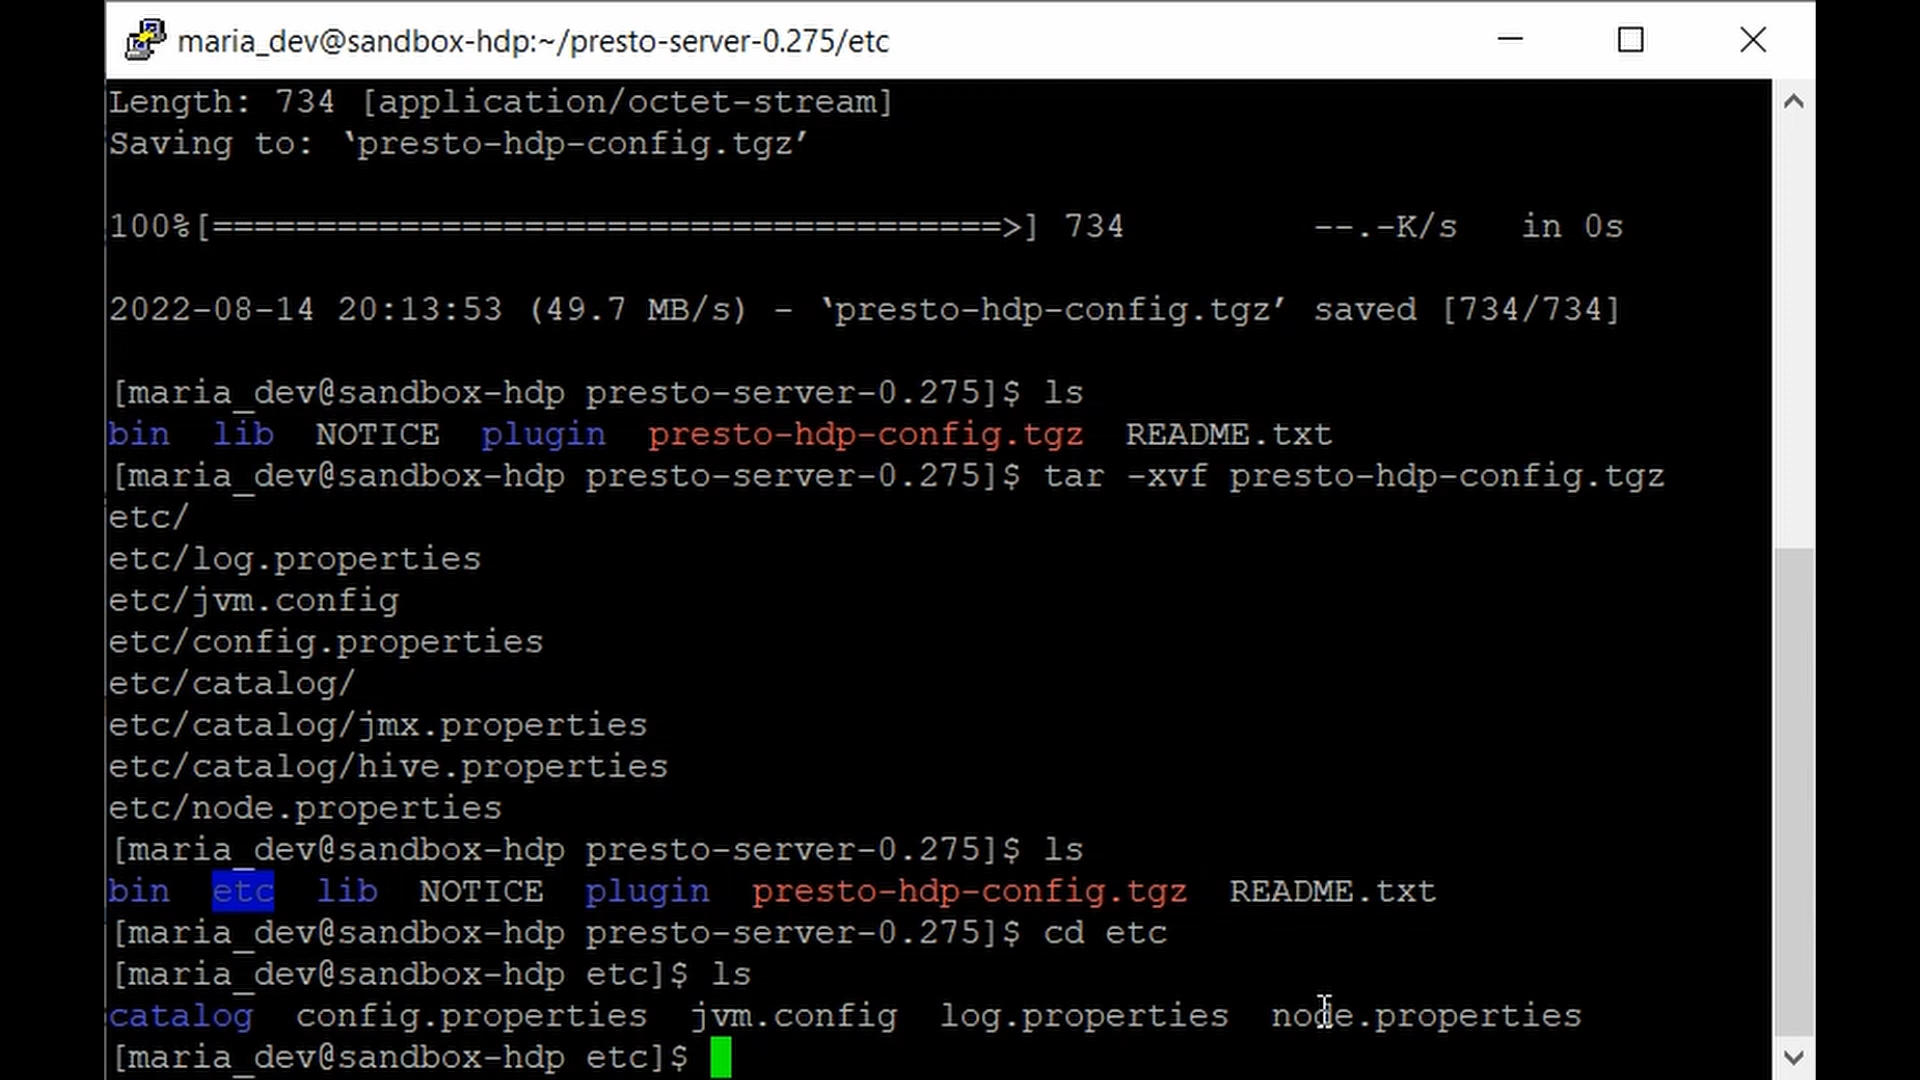 maria_dev@sandbox-hdp:~/presto-server-0.275/etc
Length: 734 [application/octet-stream]
Saving to: ‘presto-hdp-config.tgz’
100%[======================================>] 734         --.-K/s   in 0s
2022-08-14 20:13:53 (49.7 MB/s) - ‘presto-hdp-config.tgz’ saved [734/734]
[maria_dev@sandbox-hdp presto-server-0.275]$ ls
bin  lib  NOTICE  plugin  presto-hdp-config.tgz  README.txt
[maria_dev@sandbox-hdp presto-server-0.275]$ tar -xvf presto-hdp-config.tgz
etc/
etc/log.properties
etc/jvm.config
etc/config.properties
etc/catalog/
etc/catalog/jmx.properties
etc/catalog/hive.properties
etc/node.properties
[maria_dev@sandbox-hdp presto-server-0.275]$ ls
bin  etc  lib  NOTICE  plugin  presto-hdp-config.tgz  README.txt
[maria_dev@sandbox-hdp presto-server-0.275]$ cd etc
[maria_dev@sandbox-hdp etc]$ ls
catalog  config.properties  jvm.config  log.properties  node.properties
[maria_dev@sandbox-hdp etc]$